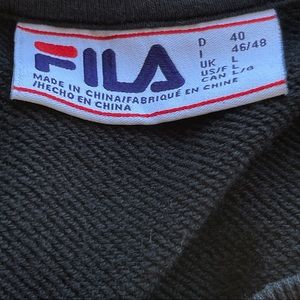 FILA
MADE IN CHINA/FABRIQUÉ EN CHINE
/HECHO EN CHINA
D 40
I 46/48
UK L
US/F L
CAN L/G